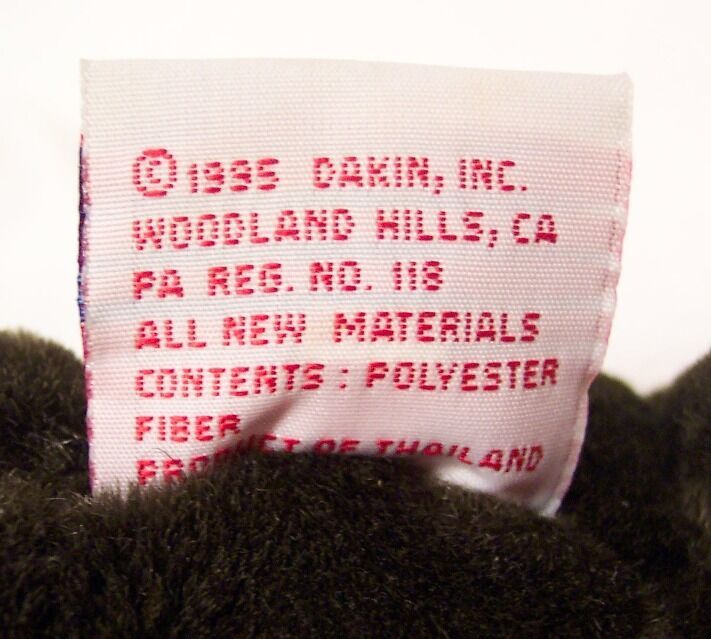 © 1995 DAKIN, INC.
WOODLAND HILLS, CA
PA REG. NO. 118
ALL NEW MATERIALS
CONTENTS : POLYESTER
FIBER
PRODUCT OF THAILAND